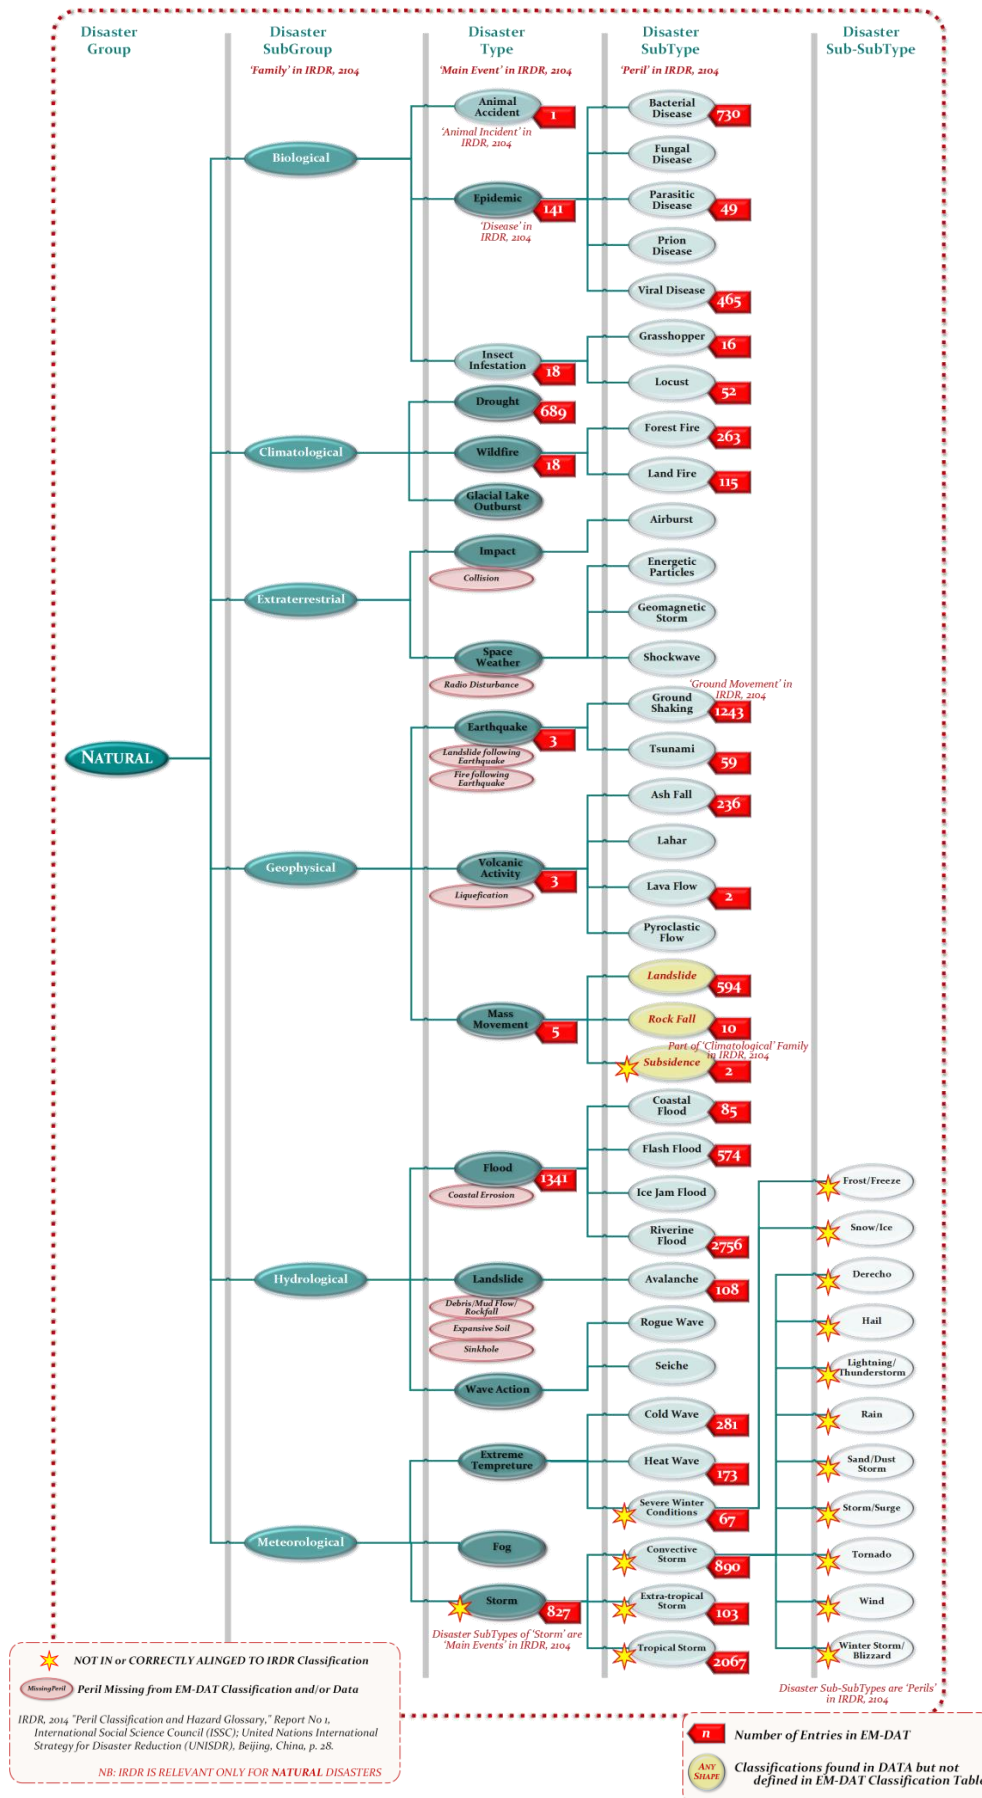 Disaster
Group
Disaster
SubGroup
'Family' in IRDR, 2104
Disaster
Type
'Main Event' in IRDR, 2104
Disaster
SubType
'Peril' in IRDR, 2104
Disaster
Sub-SubType
NATURAL
Biological
Animal
Accident
1
'Animal Incident' in
IRDR, 2104
Epidemic
141
'Disease' in
IRDR, 2104
Bacterial
Disease
730
Fungal
Disease
Parasitic
Disease
49
Prion
Disease
Viral Disease
465
Insect
Infestation
18
Grasshopper
16
Locust
52
Climatological
Drought
689
Wildfire
18
Forest Fire
263
Land Fire
115
Glacial Lake
Outburst
Extraterrestrial
Impact
Collision
Airburst
Space
Weather
Radio Disturbance
Energetic
Particles
Geomagnetic
Storm
Shockwave
Geophysical
Earthquake
3
Landslide following
Earthquake
Fire following
Earthquake
'Ground Movement' in
IRDR, 2104
Ground
Shaking
1243
Tsunami
59
Volcanic
Activity
3
Liquefication
Ash Fall
236
Lahar
Lava Flow
2
Pyroclastic
Flow
Mass
Movement
5
Landslide
594
Rock Fall
10
Part of 'Climatological' Family
in IRDR, 2104
Subsidence
2
Hydrological
Flood
1341
Coastal Errosion
Coastal
Flood
85
Flash Flood
574
Ice Jam Flood
Riverine
Flood
2756
Landslide
Debris/Mud Flow/
Rockfall
Expansive Soil
Sinkhole
Avalanche
108
Wave Action
Rogue Wave
Seiche
Meteorological
Extreme
Tempreture
Cold Wave
281
Heat Wave
173
Severe Winter
Conditions
67
Frost/Freeze
Snow/Ice
Fog
Storm
827
Disaster SubTypes of 'Storm' are
'Main Events' in IRDR, 2104
Convective
Storm
890
Extra-tropical
Storm
103
Tropical Storm
2067
Derecho
Hail
Lightning/
Thunderstorm
Rain
Sand/Dust
Storm
Storm/Surge
Tornado
Wind
Winter Storm/
Blizzard
Disaster Sub-SubTypes are 'Perils'
in IRDR, 2104
NOT IN or CORRECTLY ALINGED TO IRDR Classification
MissingPeril
Peril Missing from EM-DAT Classification and/or Data
IRDR, 2014 "Peril Classification and Hazard Glossary," Report No 1,
International Social Science Council (ISSC); United Nations International
Strategy for Disaster Reduction (UNISDR), Beijing, China, p. 28.
NB: IRDR IS RELEVANT ONLY FOR NATURAL DISASTERS
n
Number of Entries in EM-DAT
ANY
SHAPE
Classifications found in DATA but not
defined in EM-DAT Classification Table